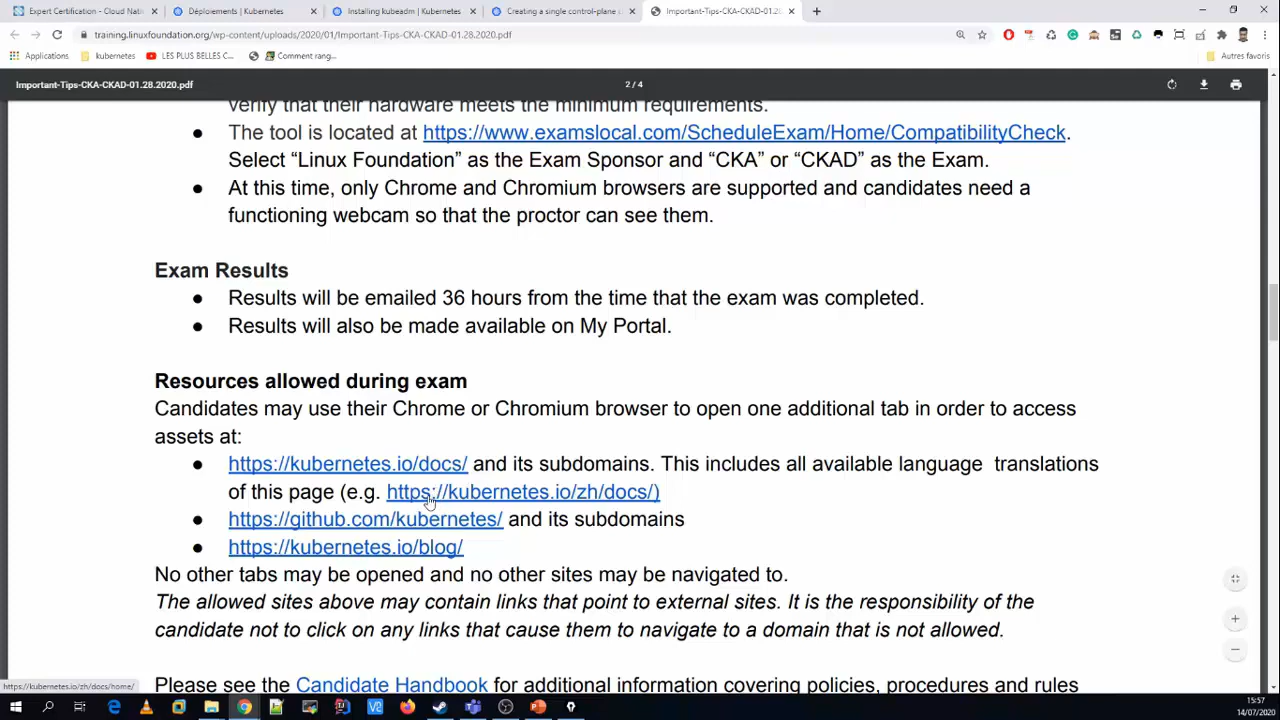 Expert Certification - Cloud Nati
Déploiements | Kubernetes
Installing kubeadm | Kubernetes
Creating a single control-plane
Important-Tips-CKA-CKAD-01.28.20
training.linuxfoundation.org/wp-content/uploads/2020/01/Important-Tips-CKA-CKAD-01.28.2020.pdf
Applications
kubernetes
LES PLUS BELLES C...
Comment rang...
Autres favoris
Important-Tips-CKA-CKAD-01.28.2020.pdf
2 / 4
verify that their hardware meets the minimum requirements.
● The tool is located at https://www.examslocal.com/ScheduleExam/Home/CompatibilityCheck.
Select “Linux Foundation” as the Exam Sponsor and “CKA” or “CKAD” as the Exam.
● At this time, only Chrome and Chromium browsers are supported and candidates need a
functioning webcam so that the proctor can see them.
Exam Results
● Results will be emailed 36 hours from the time that the exam was completed.
● Results will also be made available on My Portal.
Resources allowed during exam
Candidates may use their Chrome or Chromium browser to open one additional tab in order to access
assets at:
● https://kubernetes.io/docs/ and its subdomains. This includes all available language translations
of this page (e.g. https://kubernetes.io/zh/docs/)
● https://github.com/kubernetes/ and its subdomains
● https://kubernetes.io/blog/
No other tabs may be opened and no other sites may be navigated to.
The allowed sites above may contain links that point to external sites. It is the responsibility of the
candidate not to click on any links that cause them to navigate to a domain that is not allowed.
Please see the Candidate Handbook for additional information covering policies, procedures and rules
https://kubernetes.io/zh/docs/home/
15:57
14/07/2020